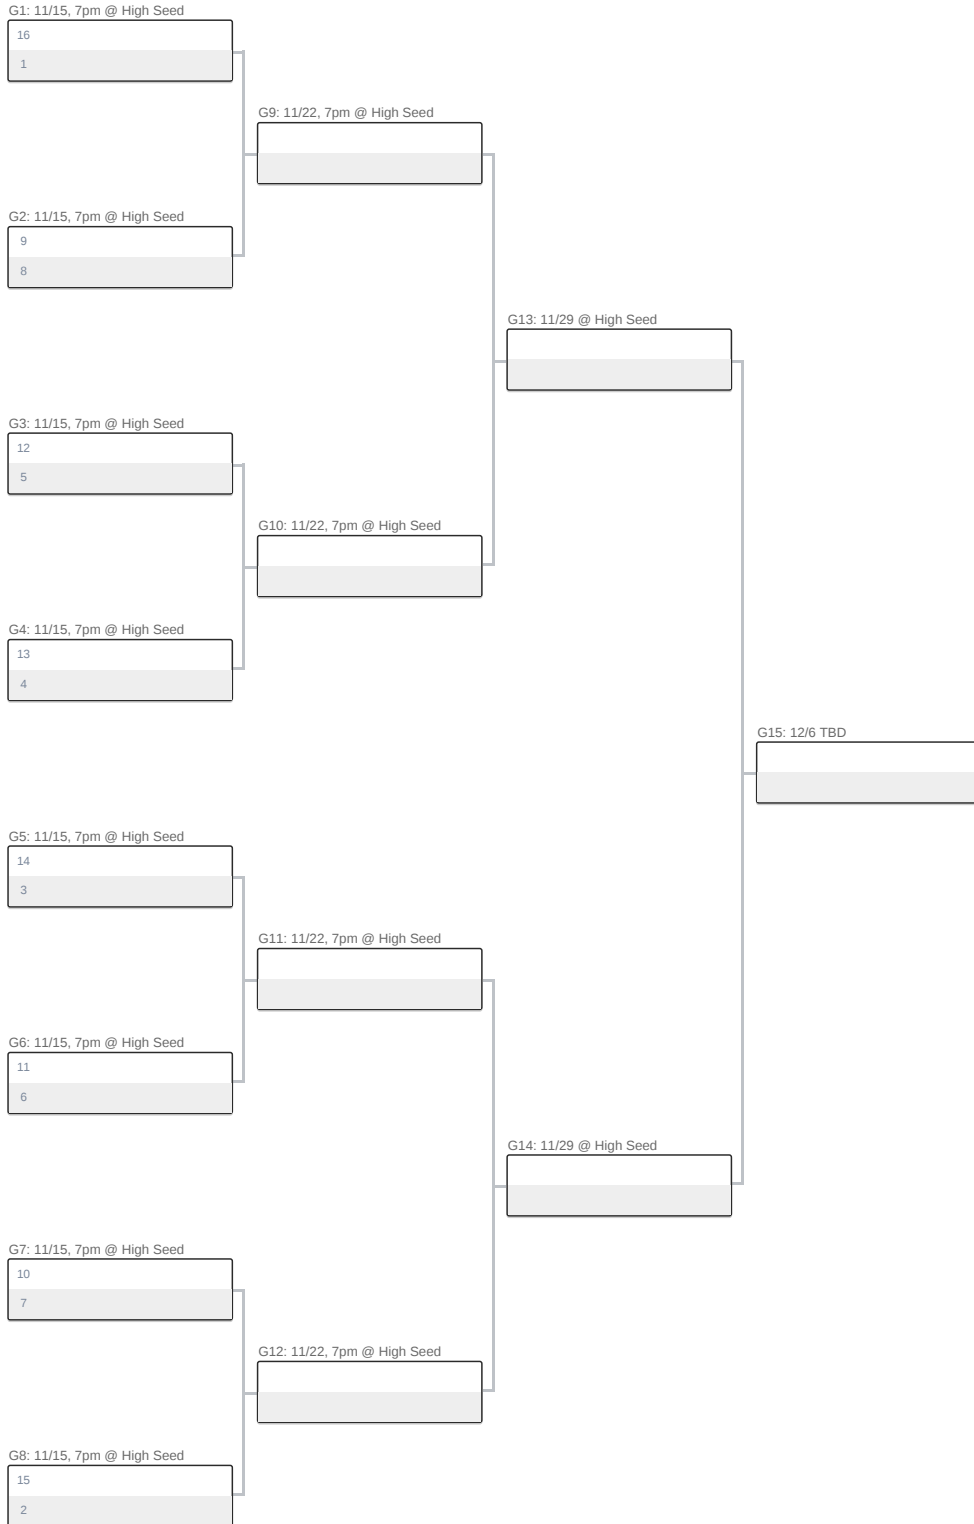 G1: 11/15, 7pm @ High Seed
16
1
G9: 11/22, 7pm @ High Seed
G2: 11/15, 7pm @ High Seed
9
8
G13: 11/29 @ High Seed
G3: 11/15, 7pm @ High Seed
12
5
G10: 11/22, 7pm @ High Seed
G4: 11/15, 7pm @ High Seed
13
4
G15: 12/6 TBD
G5: 11/15, 7pm @ High Seed
14
3
G11: 11/22, 7pm @ High Seed
G6: 11/15, 7pm @ High Seed
11
6
G14: 11/29 @ High Seed
G7: 11/15, 7pm @ High Seed
10
7
G12: 11/22, 7pm @ High Seed
G8: 11/15, 7pm @ High Seed
15
2